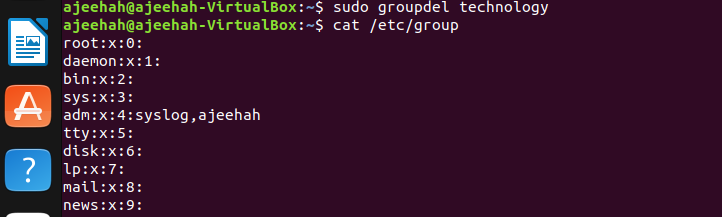 ajeehah@ajeehah-VirtualBox:~$ sudo groupdel technology
ajeehah@ajeehah-VirtualBox:~$ cat /etc/group
root:x:0:
daemon:x:1:
bin:x:2:
sys:x:3:
adm:x:4:syslog,ajeehah
tty:x:5:
disk:x:6:
lp:x:7:
mail:x:8:
news:x:9: